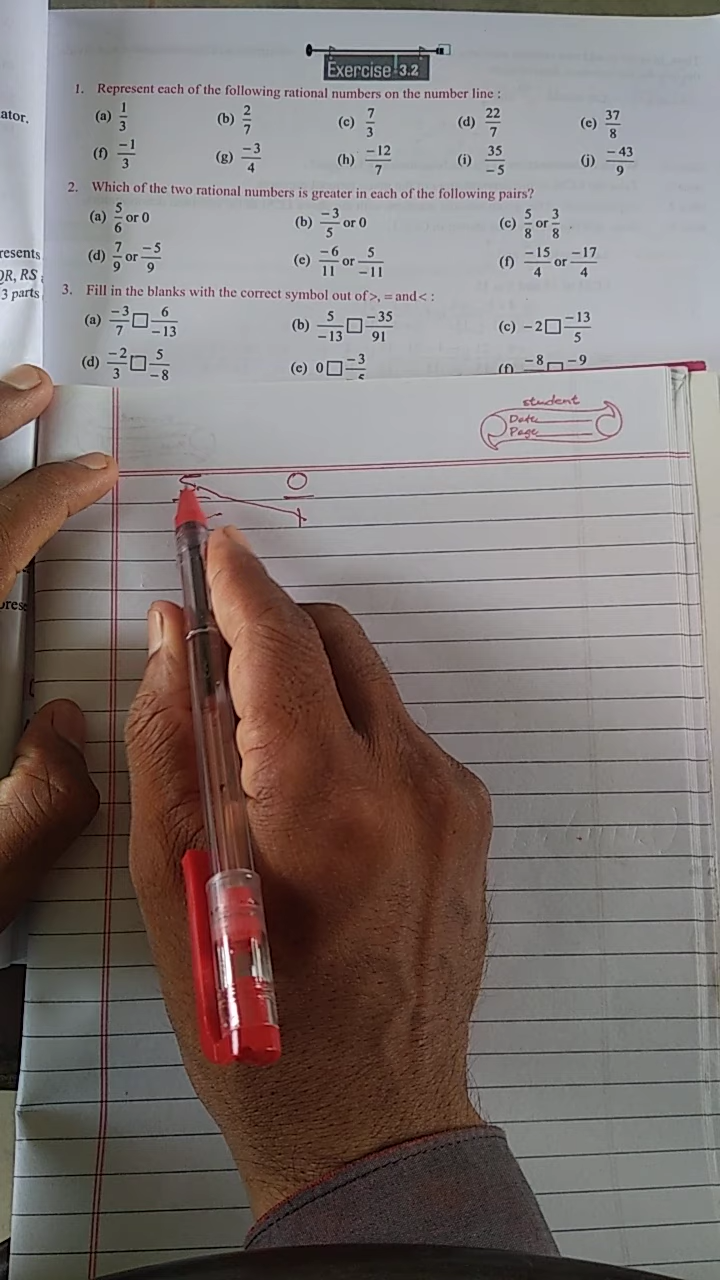 Exercise 3.2
ator.
1. Represent each of the following rational numbers on the number line :
(a) 1/3 (b) 2/7 (c) 7/3 (d) 22/7 (e) 37/8
(f) -1/3 (g) -3/4 (h) -12/7 (i) 35/-5 (j) -43/9
2. Which of the two rational numbers is greater in each of the following pairs?
(a) 5/6 or 0 (b) -3/5 or 0 (c) 5/8 or 3/8
(d) 7/9 or -5/9 (e) -6/11 or 5/-11 (f) -15/4 or -17/4
resents
QR, RS
3 parts
3. Fill in the blanks with the correct symbol out of >, = and < :
(a) -3/7 □ 6/-13 (b) 5/-13 □ -35/91 (c) -2 □ -13/5
(d) -2/3 □ 5/-8 (e) 0 □ -3/5 (f) -8 □ -9
student
Date
Page
5 0
1